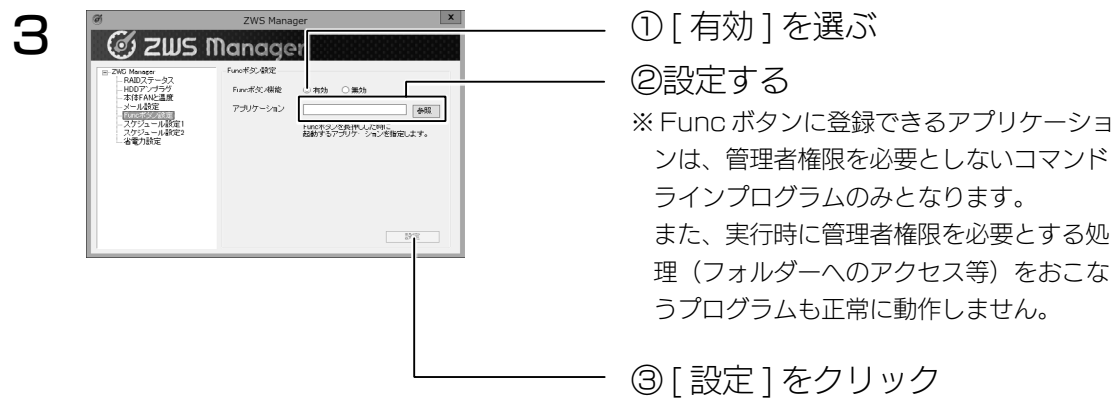 3
ZWS Manager
x
ZWS Manager
ZWS Manager
RAIDステータス
HDDアンプラグ
本体FANと温度
メール設定
Funcボタン設定
スケジュール設定1
スケジュール設定2
省電力設定
Funcボタン設定
Funcボタン機能
有効
無効
アプリケーション
参照
Funcボタンを長押しした時に
起動するアプリケーションを指定します。
設定
①[ 有効 ] を選ぶ
②設定する
※ Func ボタンに登録できるアプリケーショ
ンは、管理者権限を必要としないコマンド
ラインプログラムのみとなります。
また、実行時に管理者権限を必要とする処
理（フォルダーへのアクセス等）をおこな
うプログラムも正常に動作しません。
③[ 設定 ] をクリック